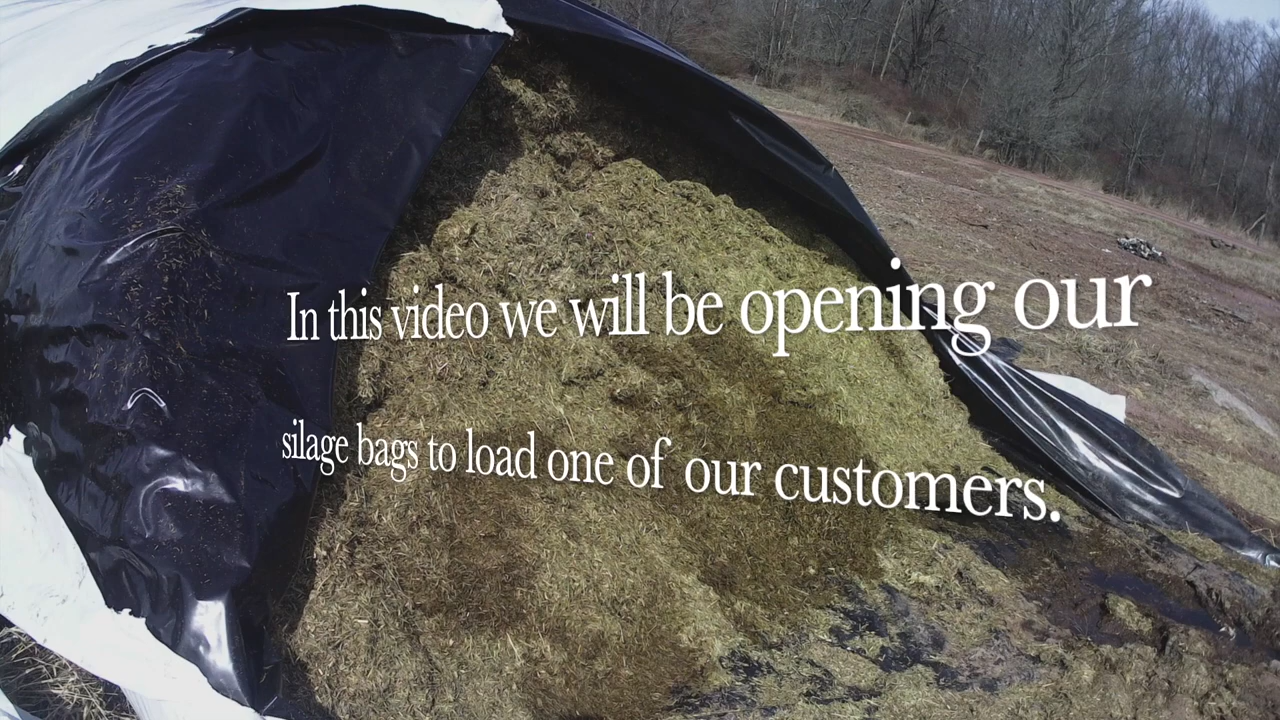 In this video we will be opening our
silage bags to load one of our customers.